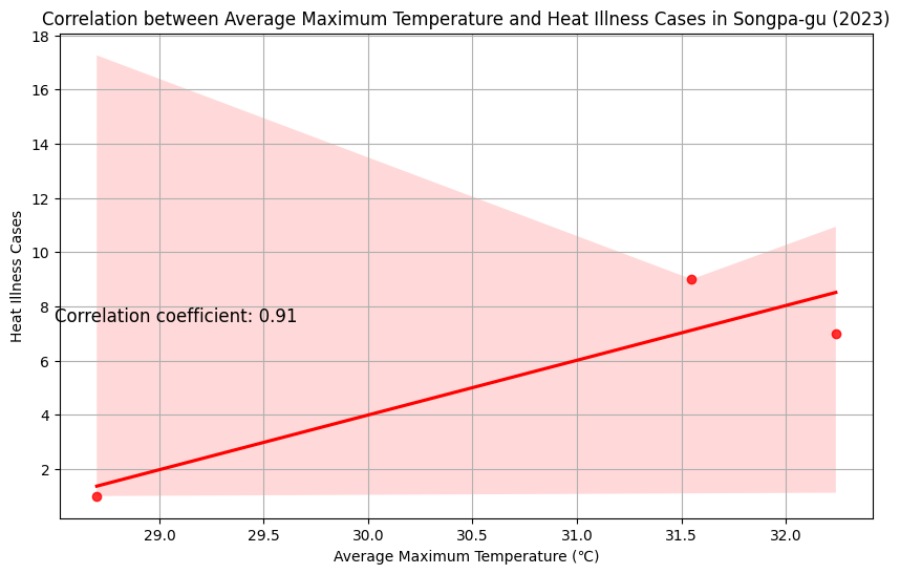 Correlation between Average Maximum Temperature and Heat Illness Cases in Songpa-gu (2023)
18
16
14
12
10
8
6
4
2
Heat Illness Cases
Correlation coefficient: 0.91
29.0 29.5 30.0 30.5 31.0 31.5 32.0
Average Maximum Temperature (℃)